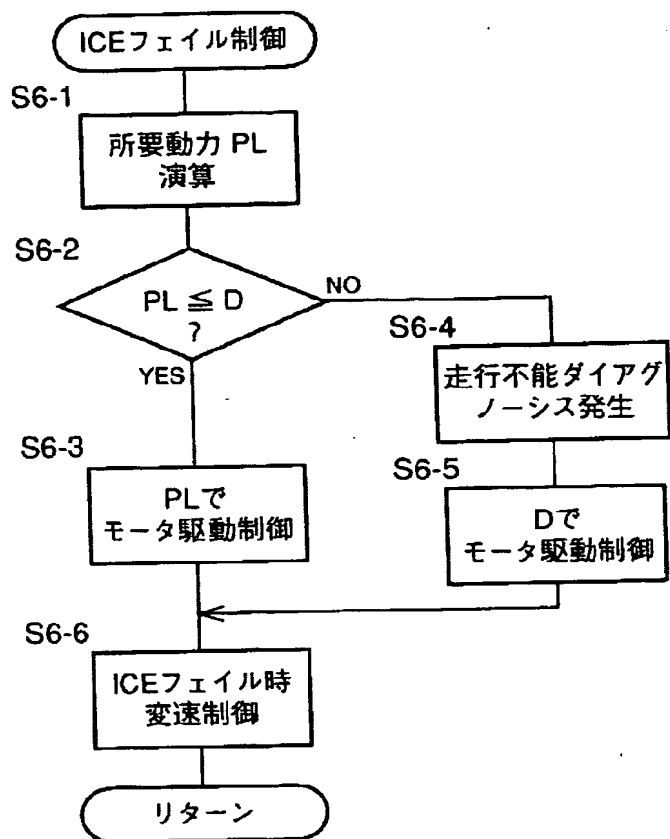 ICEフェイル制御
S6-1
所要動力 PL
演算
S6-2
PL ≦ D
?
NO
YES
S6-4
走行不能ダイアグ
ノーシス発生
S6-3
PLで
モータ駆動制御
S6-5
Dで
モータ駆動制御
S6-6
ICEフェイル時
変速制御
リターン